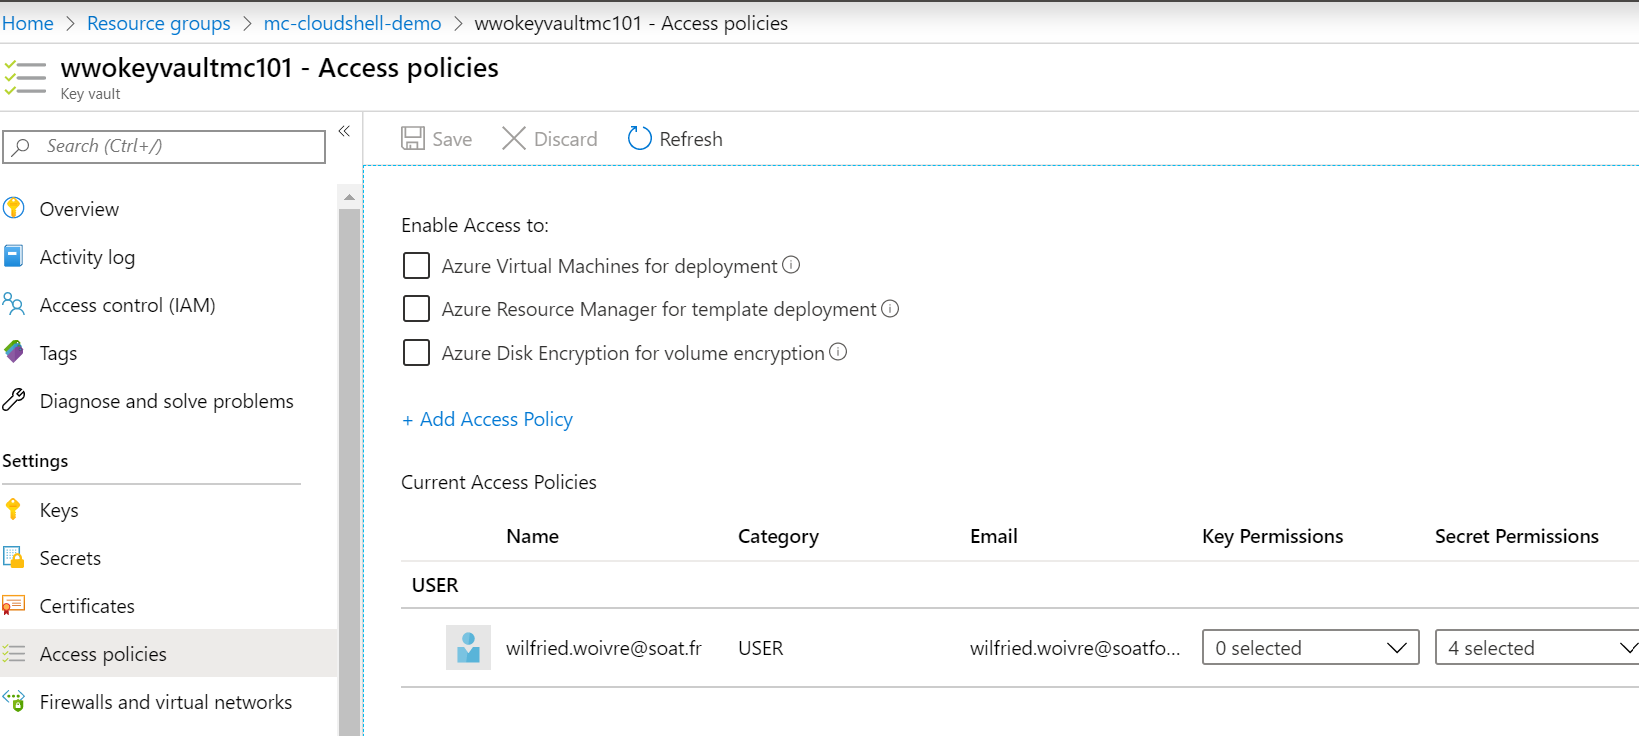 Home > Resource groups > mc-cloudshell-demo > wwokeyvaultmc101 - Access policies
wwokeyvaultmc101 - Access policies
Key vault
Search (Ctrl+/)
«
Overview
Activity log
Access control (IAM)
Tags
Diagnose and solve problems
Settings
Keys
Secrets
Certificates
Access policies
Firewalls and virtual networks
Save Discard Refresh
Enable Access to:
Azure Virtual Machines for deployment
Azure Resource Manager for template deployment
Azure Disk Encryption for volume encryption
+ Add Access Policy
Current Access Policies
Name Category Email Key Permissions Secret Permissions
USER
wilfried.woivre@soat.fr USER wilfried.woivre@soatfo... 0 selected 4 selected